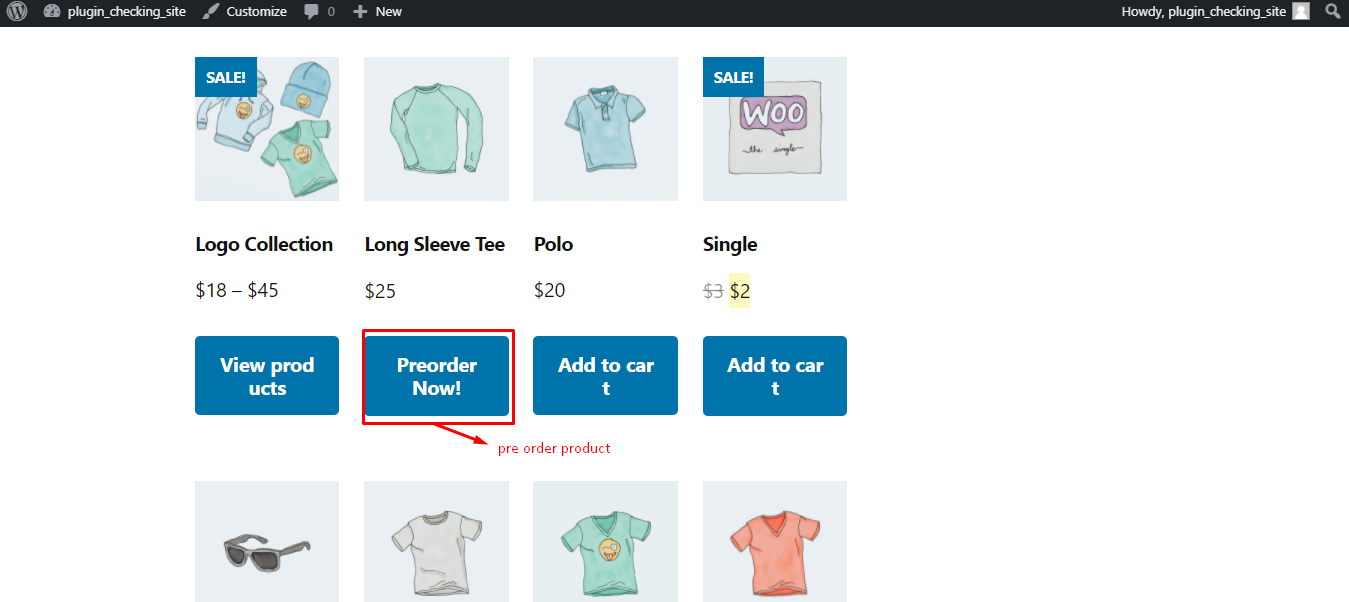 plugin_checking_site Customize 0 New Howdy, plugin_checking_site
SALE! SALE!
WOO
the single
Logo Collection Long Sleeve Tee Polo Single
$18 – $45 $25 $20 $3 $2
View prod
ucts
Preorder
Now!
Add to car
t
Add to car
t
pre order product